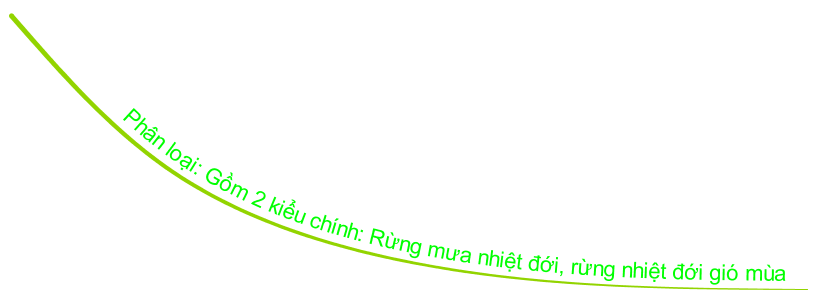 Phân loại: Gồm 2 kiểu chính: Rừng mưa nhiệt đới, rừng nhiệt đới gió mùa